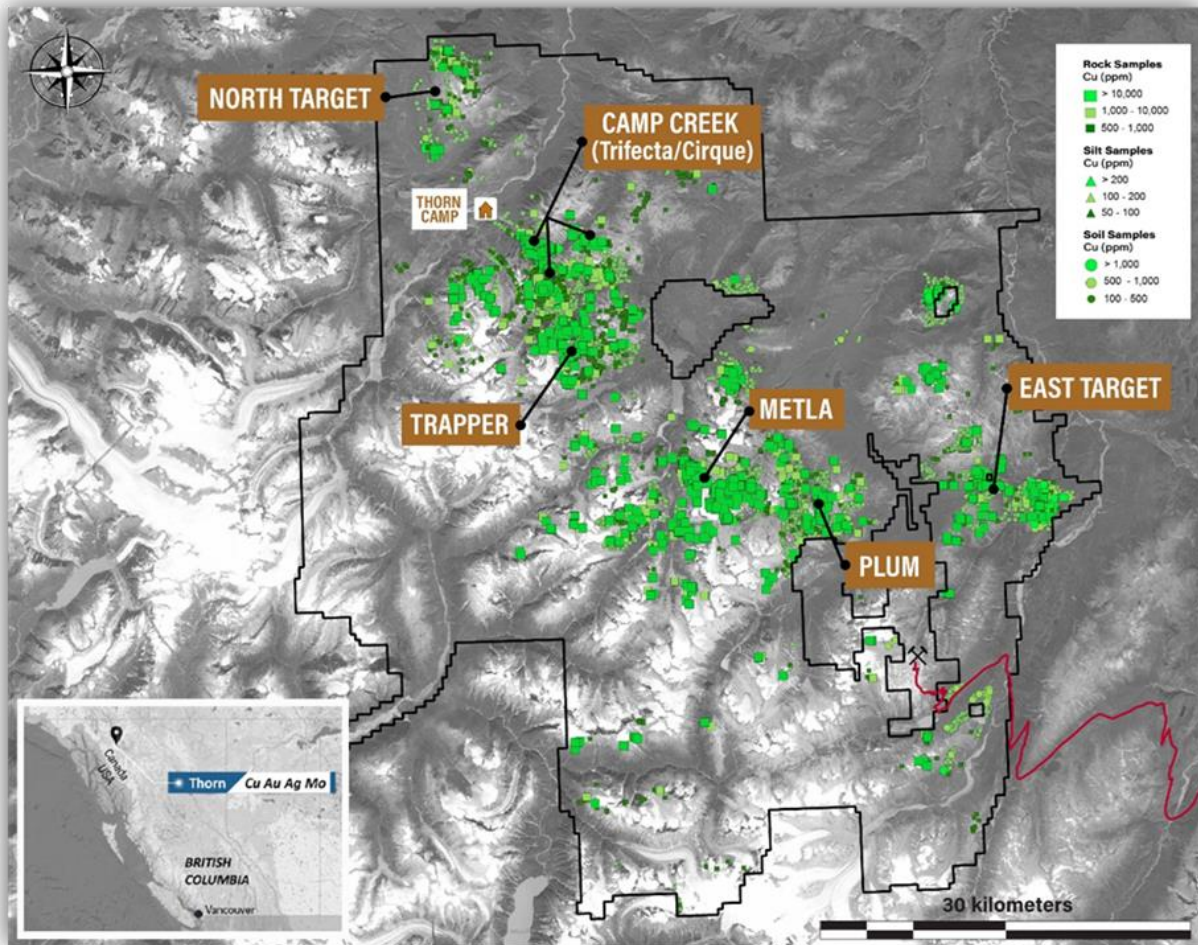 NORTH TARGET
CAMP CREEK
(Trifecta/Cirque)
THORN
CAMP
TRAPPER
METLA
EAST TARGET
PLUM
Rock Samples
Cu (ppm)
> 10,000
1,000 - 10,000
500 - 1,000
Silt Samples
Cu (ppm)
> 200
100 - 200
50 - 100
Soil Samples
Cu (ppm)
> 1,000
500 - 1,000
100 - 500
Canada
USA
Thorn Cu Au Ag Mo
BRITISH
COLUMBIA
Vancouver
30 kilometers